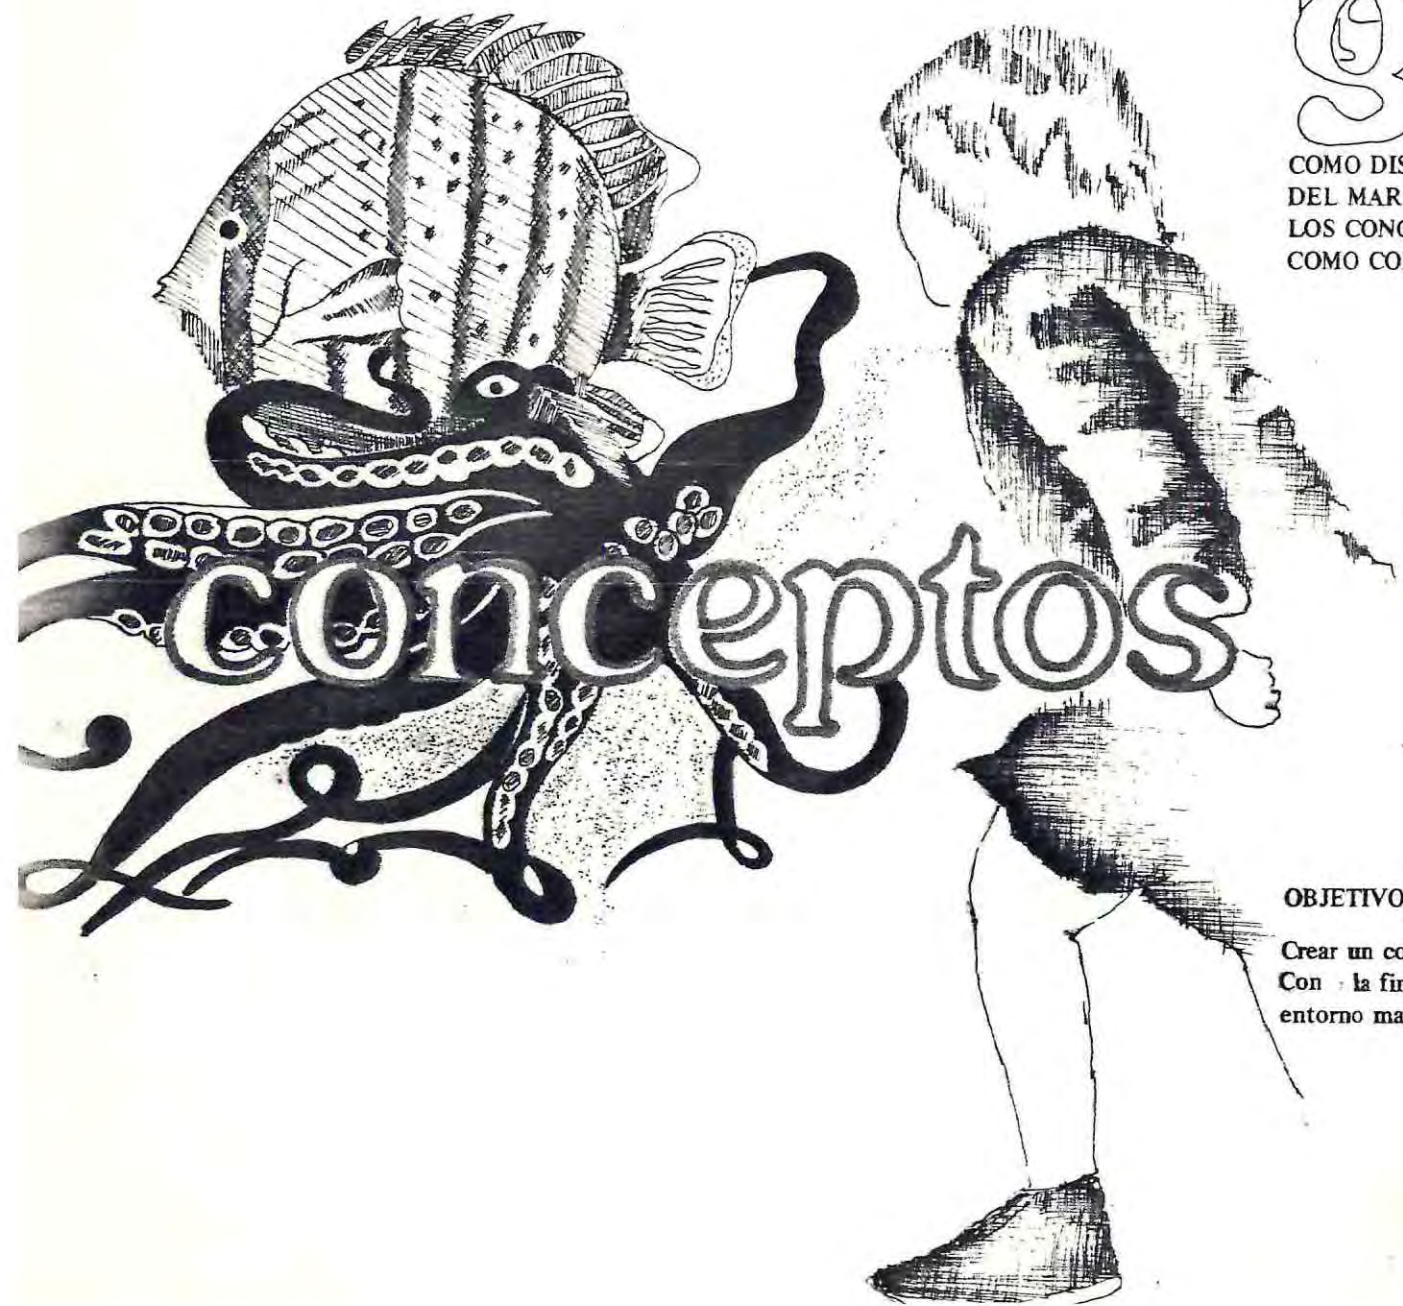 conceptos
g
COMO DIS
DEL MAR
LOS CONC
COMO CO
OBJETIVO
Crear un co
Con la fin
entorno ma